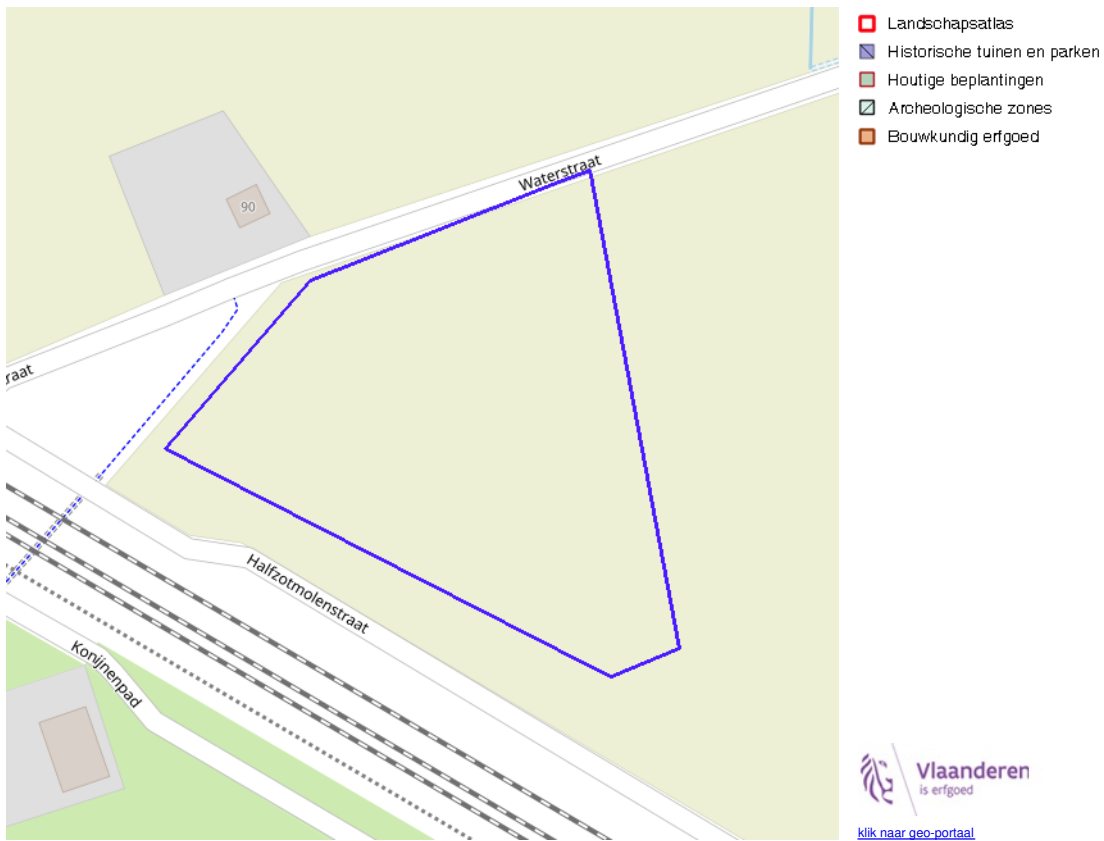 Waterstraat
90
raat
Halfzotmolenstraat
Konijnenpad
Landschapsatlas
Historische tuinen en parken
Houtige beplantingen
Archeologische zones
Bouwkundig erfgoed
Vlaanderen
is erfgoed
klik naar geo-portaal